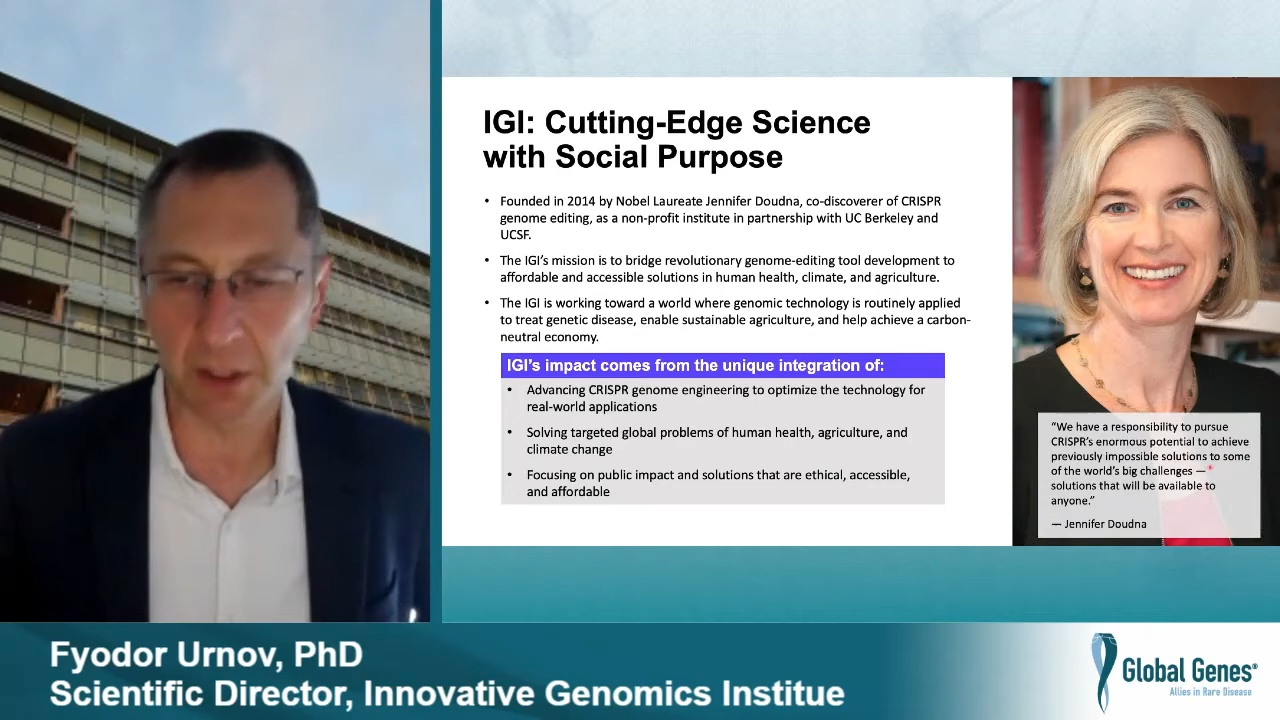 IGI: Cutting-Edge Science
with Social Purpose
• Founded in 2014 by Nobel Laureate Jennifer Doudna, co-discoverer of CRISPR
genome editing, as a non-profit institute in partnership with UC Berkeley and
UCSF.
• The IGI's mission is to bridge revolutionary genome-editing tool development to
affordable and accessible solutions in human health, climate, and agriculture.
• The IGI is working toward a world where genomic technology is routinely applied
to treat genetic disease, enable sustainable agriculture, and help achieve a carbon-
neutral economy.
IGI's impact comes from the unique integration of:
• Advancing CRISPR genome engineering to optimize the technology for
real-world applications
• Solving targeted global problems of human health, agriculture, and
climate change
• Focusing on public impact and solutions that are ethical, accessible,
and affordable
"We have a responsibility to pursue
CRISPR's enormous potential to achieve
previously impossible solutions to some
of the world's big challenges —
solutions that will be available to
anyone."
— Jennifer Doudna
Fyodor Urnov, PhD
Scientific Director, Innovative Genomics Institue
Global Genes®
Allies in Rare Disease